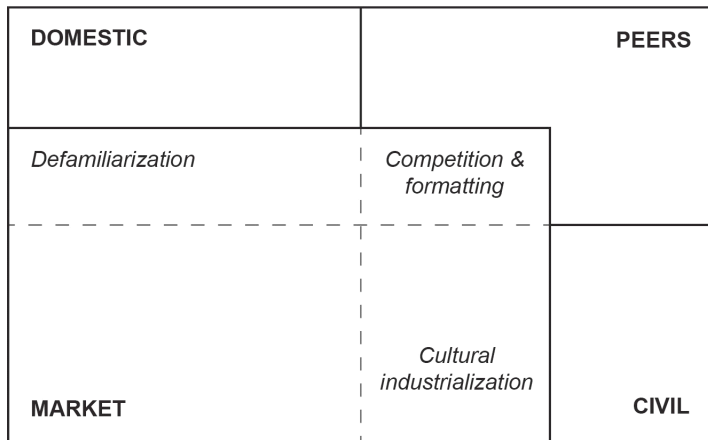 DOMESTIC
PEERS
Defamiliarization
Competition &
formatting
Cultural
industrialization
MARKET
CIVIL